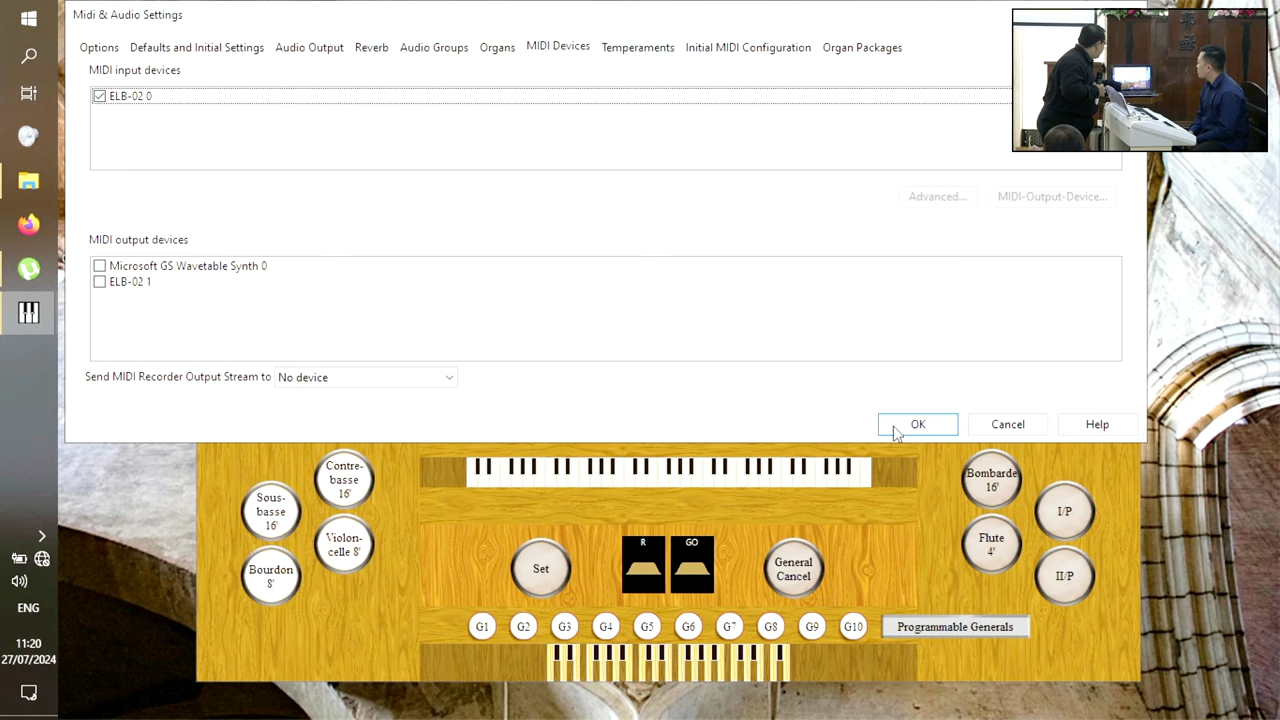 Midi & Audio Settings
Options Defaults and Initial Settings Audio Output Reverb Audio Groups Organs MIDI Devices Temperaments Initial MIDI Configuration Organ Packages
MIDI input devices
ELB-02 0
Advanced... MIDI-Output-Device...
MIDI output devices
Microsoft GS Wavetable Synth 0
ELB-02 1
Send MIDI Recorder Output Stream to No device
OK Cancel Help
Contre-
basse
16'
Sous-
basse
16'
Violon-
celle 8'
Bourdon
8'
Set
R
GO
General
Cancel
Bombarde
16'
I/P
Flute
4'
II/P
G1 G2 G3 G4 G5 G6 G7 G8 G9 G10 Programmable Generals
ENG
11:20
27/07/2024